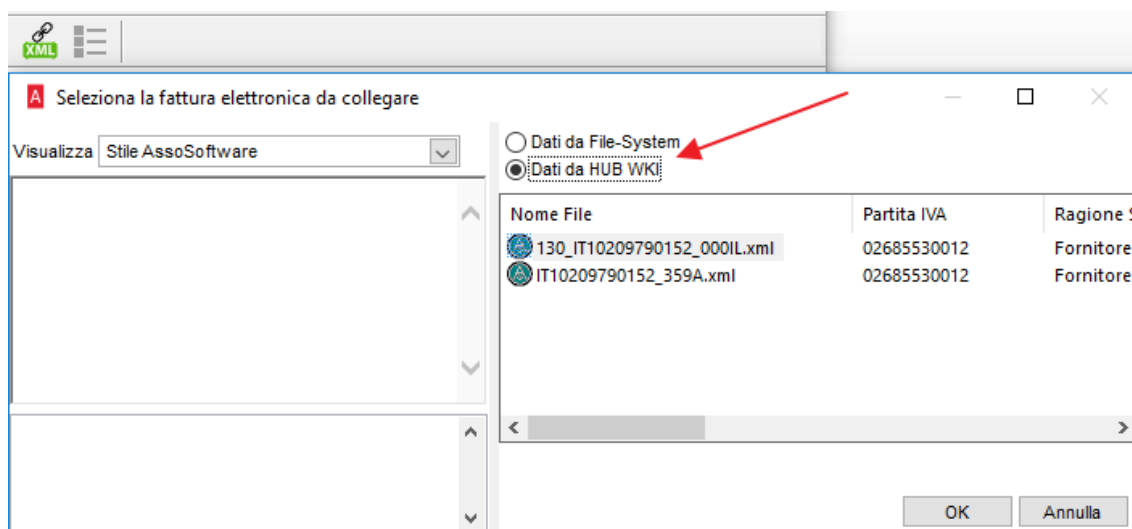 XML
A Seleziona la fattura elettronica da collegare
Visualizza Stile AssoSoftware
Dati da File-System
Dati da HUB WKI
Nome File Partita IVA Ragione S
130_IT10209790152_000IL.xml 02685530012 Fornitore
IT10209790152_359A.xml 02685530012 Fornitore
OK Annulla